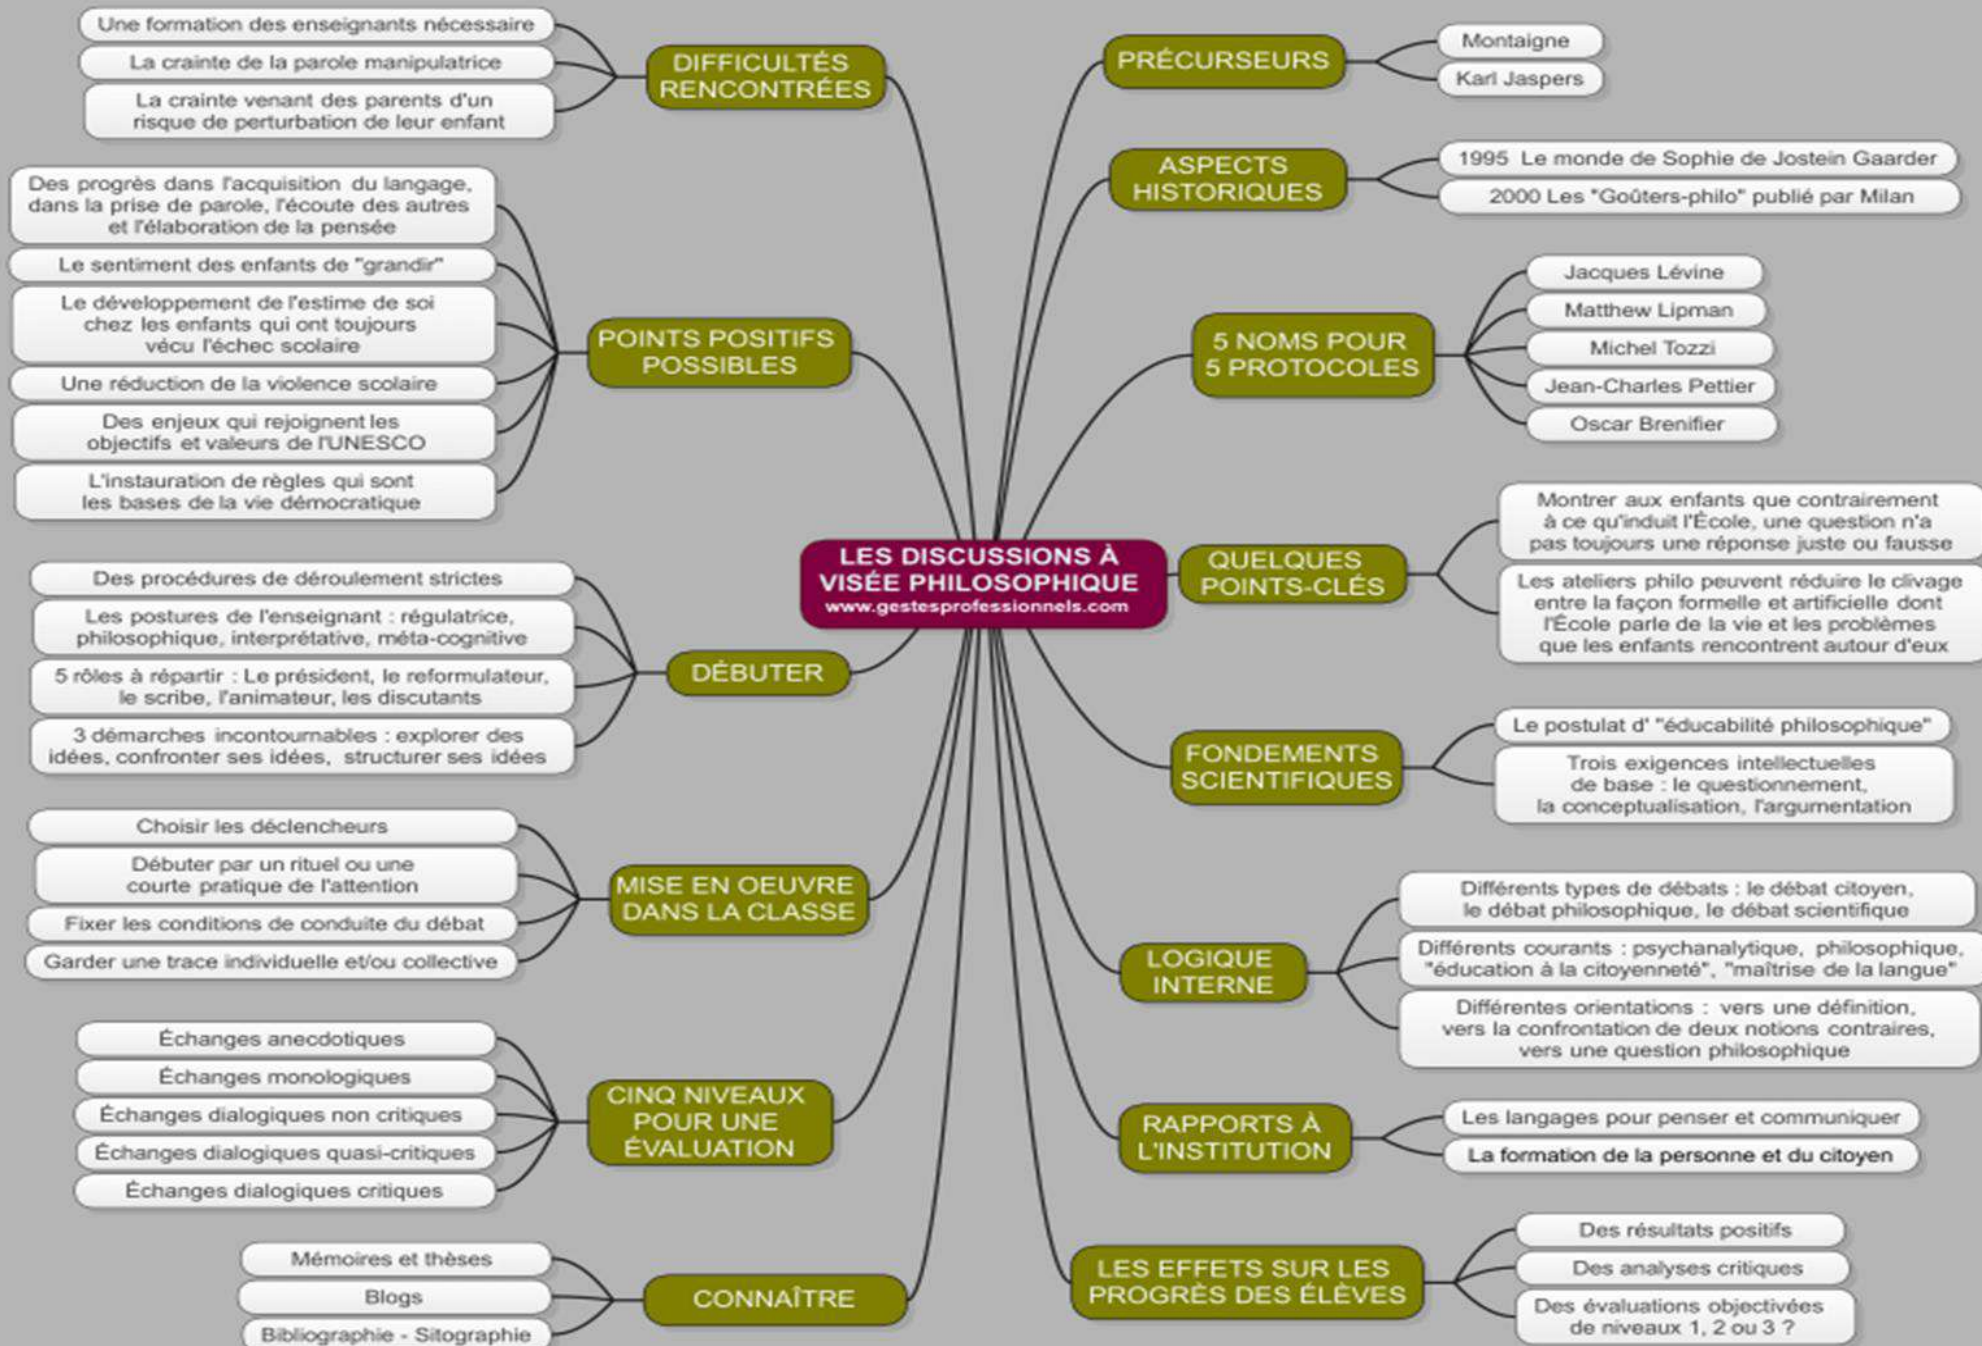 LES DISCUSSIONS À
VISÉE PHILOSOPHIQUE
www.gestesprofessionnels.com
PRÉCURSEURS
Montaigne
Karl Jaspers
ASPECTS
HISTORIQUES
1995 Le monde de Sophie de Jostein Gaarder
2000 Les "Goûters-philo" publié par Milan
5 NOMS POUR
5 PROTOCOLES
Jacques Lévine
Matthew Lipman
Michel Tozzi
Jean-Charles Pettier
Oscar Brenifier
QUELQUES
POINTS-CLÉS
Montrer aux enfants que contrairement
à ce qu'induit l'École, une question n'a
pas toujours une réponse juste ou fausse
Les ateliers philo peuvent réduire le clivage
entre la façon formelle et artificielle dont
l'École parle de la vie et les problèmes
que les enfants rencontrent autour d'eux
FONDEMENTS
SCIENTIFIQUES
Le postulat d' "éducabilité philosophique"
Trois exigences intellectuelles
de base : le questionnement,
la conceptualisation, l'argumentation
LOGIQUE
INTERNE
Différents types de débats : le débat citoyen,
le débat philosophique, le débat scientifique
Différents courants : psychanalytique, philosophique,
"éducation à la citoyenneté", "maîtrise de la langue"
Différentes orientations : vers une définition,
vers la confrontation de deux notions contraires,
vers une question philosophique
RAPPORTS À
L'INSTITUTION
Les langages pour penser et communiquer
La formation de la personne et du citoyen
LES EFFETS SUR LES
PROGRÈS DES ÉLÈVES
Des résultats positifs
Des analyses critiques
Des évaluations objectivées
de niveaux 1, 2 ou 3 ?
DIFFICULTÉS
RENCONTRÉES
Une formation des enseignants nécessaire
La crainte de la parole manipulatrice
La crainte venant des parents d'un
risque de perturbation de leur enfant
POINTS POSITIFS
POSSIBLES
Des progrès dans l'acquisition du langage,
dans la prise de parole, l'écoute des autres
et l'élaboration de la pensée
Le sentiment des enfants de "grandir"
Le développement de l'estime de soi
chez les enfants qui ont toujours
vécu l'échec scolaire
Une réduction de la violence scolaire
Des enjeux qui rejoignent les
objectifs et valeurs de l'UNESCO
L'instauration de règles qui sont
les bases de la vie démocratique
DÉBUTER
Des procédures de déroulement strictes
Les postures de l'enseignant : régulatrice,
philosophique, interprétative, méta-cognitive
5 rôles à répartir : Le président, le reformulateur,
le scribe, l'animateur, les discutants
3 démarches incontournables : explorer des
idées, confronter ses idées, structurer ses idées
MISE EN OEUVRE
DANS LA CLASSE
Choisir les déclencheurs
Débuter par un rituel ou une
courte pratique de l'attention
Fixer les conditions de conduite du débat
Garder une trace individuelle et/ou collective
CINQ NIVEAUX
POUR UNE
ÉVALUATION
Échanges anecdotiques
Échanges monologiques
Échanges dialogiques non critiques
Échanges dialogiques quasi-critiques
Échanges dialogiques critiques
CONNAÎTRE
Mémoires et thèses
Blogs
Bibliographie - Sitographie